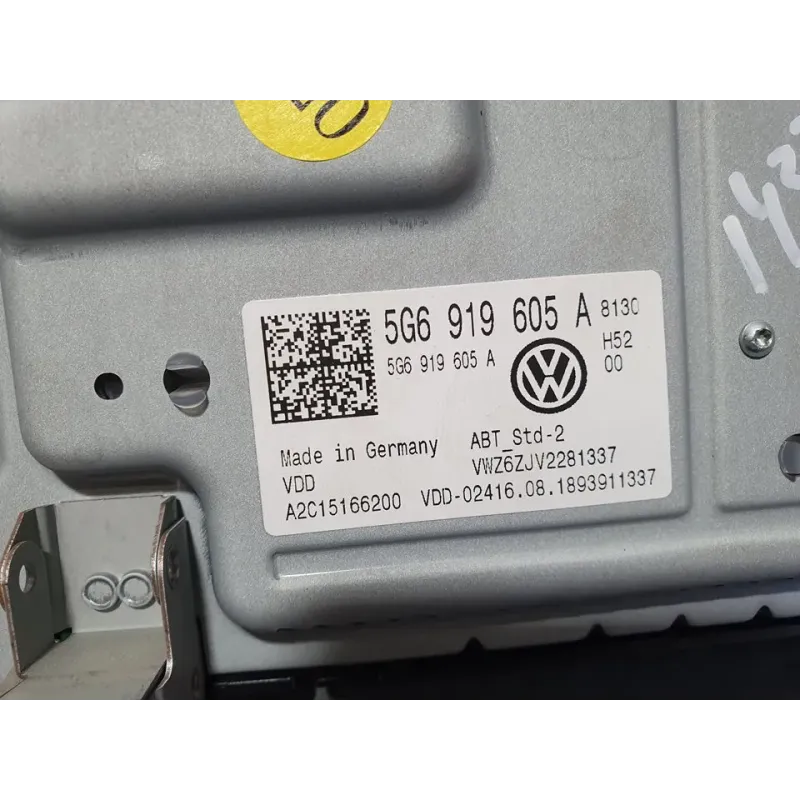 5G6 919 605 A 8130
5G6 919 605 A H52
00
Made in Germany ABT_Std-2
VDD VWZ6ZJV2281337
A2C15166200 VDD-02416.08.1893911337